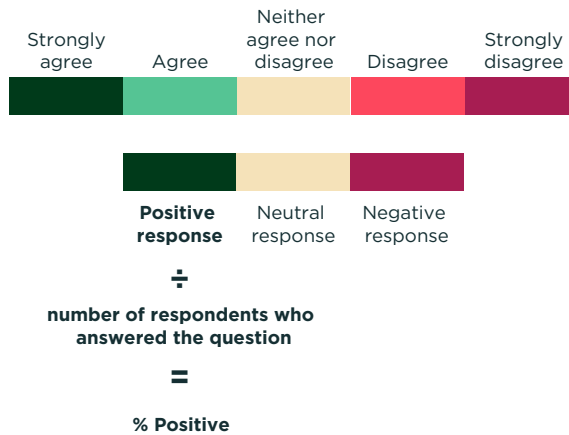 Strongly
agree
Agree
Neither
agree nor
disagree
Disagree
Strongly
disagree
Positive
response
Neutral
response
Negative
response
÷
number of respondents who
answered the question
=
% Positive